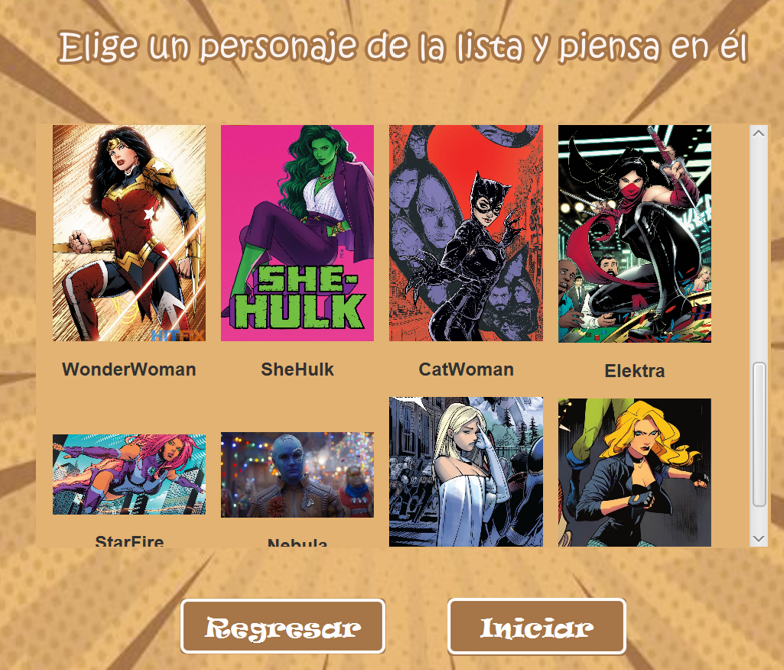 Elige un personaje de la lista y piensa en él
SHE-
HULK
WonderWoman
SheHulk
CatWoman
Elektra
StarFire
Nebula
Regresar
Iniciar